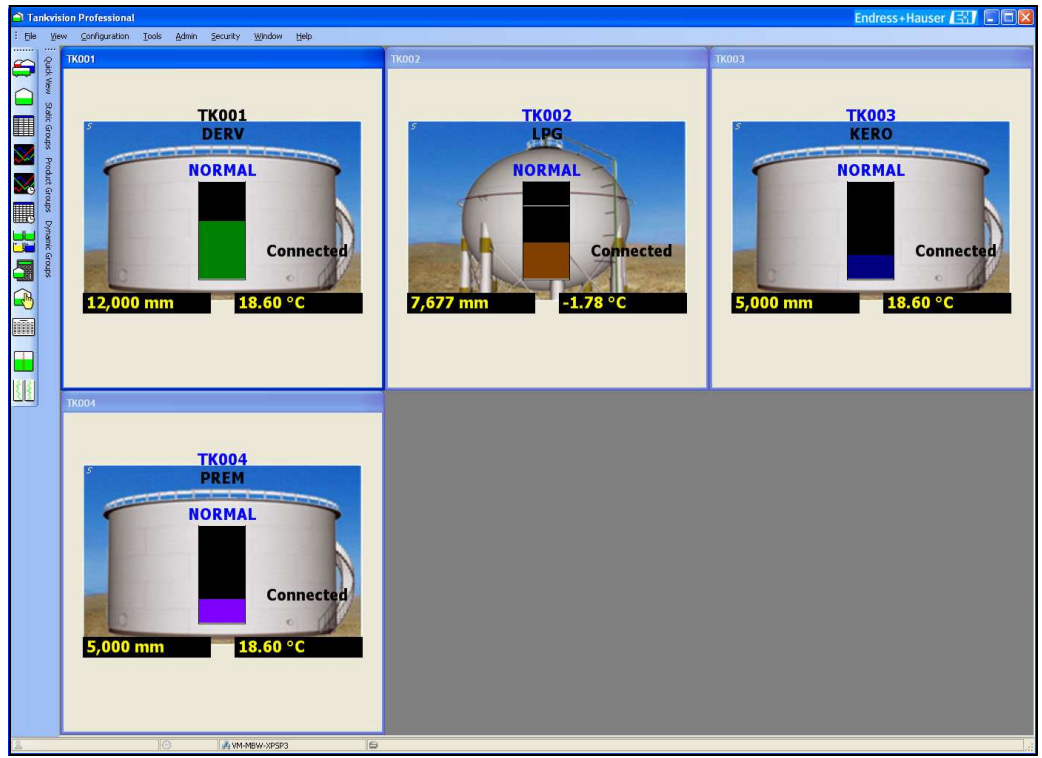 Tankvision Professional
Endress+Hauser EH
File View Configuration Tools Admin Security Window Help
Quick View Static Groups Product Groups Dynamic Groups
TK001
TK001
S
DERV
NORMAL
Connected
12,000 mm 18.60 °C
TK002
TK002
S
LPG
NORMAL
Connected
7,677 mm -1.78 °C
TK003
TK003
S
KERO
NORMAL
Connected
5,000 mm 18.60 °C
TK004
TK004
S
PREM
NORMAL
Connected
5,000 mm 18.60 °C
VM-MBW-XPSP3